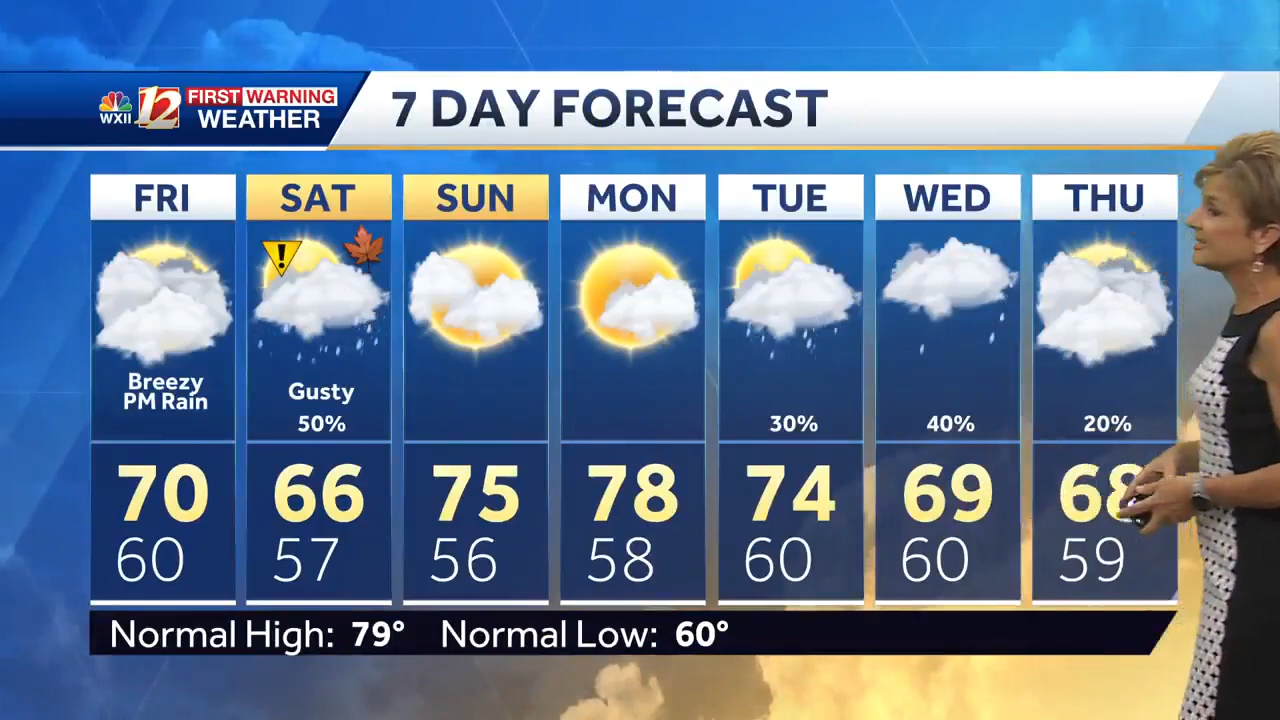 WXII 12 FIRST WARNING
WEATHER
7 DAY FORECAST
FRI SAT SUN MON TUE WED THU
!
Breezy
PM Rain
Gusty
50% 30% 40% 20%
70 66 75 78 74 69 68
60 57 56 58 60 60 59
Normal High: 79° Normal Low: 60°